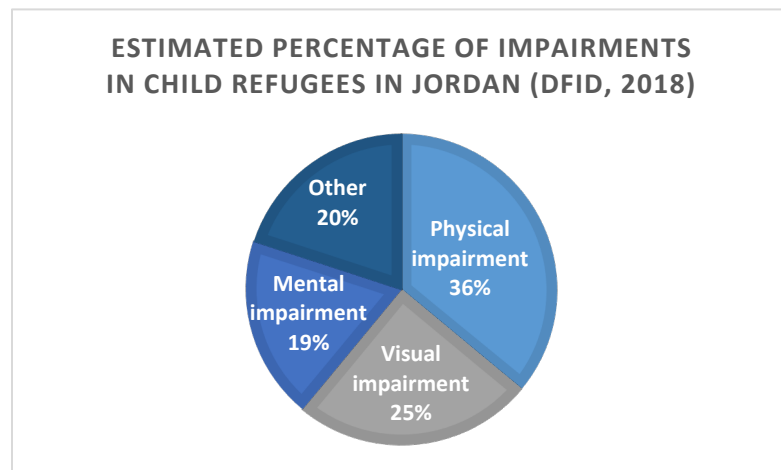 ESTIMATED PERCENTAGE OF IMPAIRMENTS
IN CHILD REFUGEES IN JORDAN (DFID, 2018)
Other
20%
Physical
impairment
36%
Mental
impairment
19%
Visual
impairment
25%